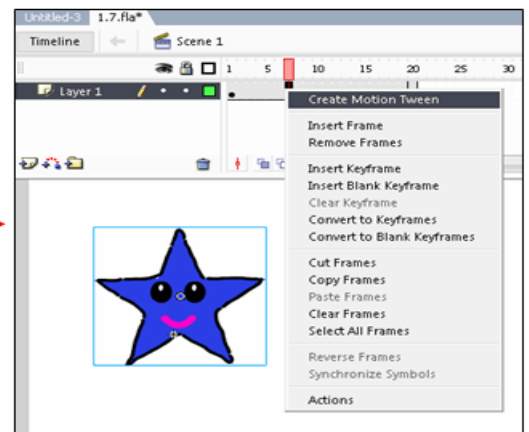 Untitled-3 1.7.fla*
Timeline Scene 1
1 5 10 15 20 25 30
Layer 1
Create Motion Tween
Insert Frame
Remove Frames
Insert Keyframe
Insert Blank Keyframe
Clear Keyframe
Convert to Keyframes
Convert to Blank Keyframes
Cut Frames
Copy Frames
Paste Frames
Clear Frames
Select All Frames
Reverse Frames
Synchronize Symbols
Actions